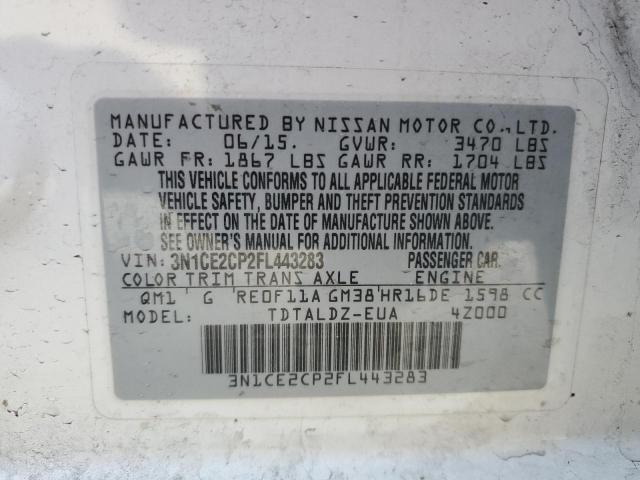 MANUFACTURED BY NISSAN MOTOR CO.,LTD.
DATE: 06/15. GVWR: 3470 LBS
GAWR FR: 1867 LBS GAWR RR: 1704 LBS
THIS VEHICLE CONFORMS TO ALL APPLICABLE FEDERAL MOTOR
VEHICLE SAFETY, BUMPER AND THEFT PREVENTION STANDARDS
IN EFFECT ON THE DATE OF MANUFACTURE SHOWN ABOVE.
SEE OWNER'S MANUAL FOR ADDITIONAL INFORMATION.
VIN: 3N1CE2CP2FL443283 PASSENGER CAR.
COLOR TRIM TRANS AXLE ENGINE
QM1 G RE0F11A GM38 HR16DE 1598 CC
MODEL: TDTALDZ-EUA 4Z000
3N1CE2CP2FL443283